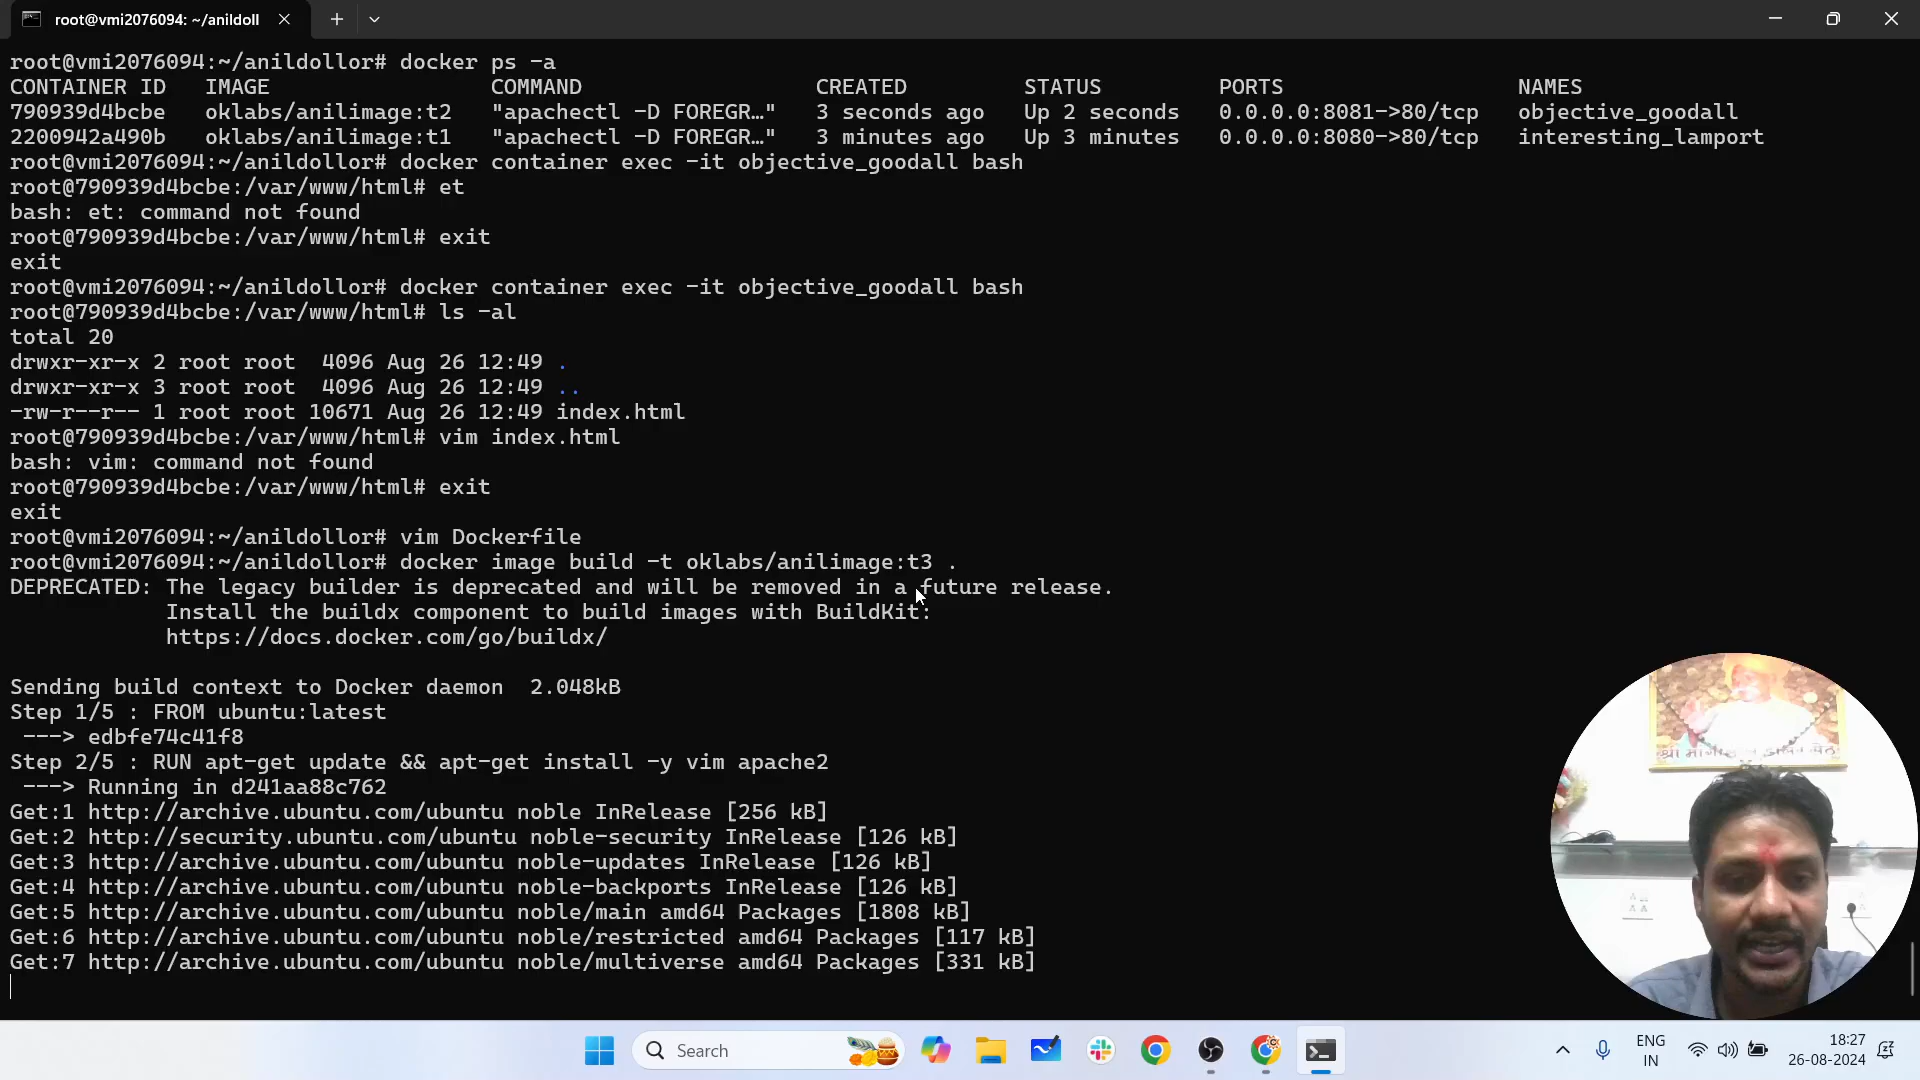 root@vmi2076094: ~/anildoll
root@vmi2076094:~/anildollor# docker ps -a
CONTAINER ID IMAGE COMMAND CREATED STATUS PORTS NAMES
790939d4bcbe oklabs/anilimage:t2 "apachectl -D FOREGR…" 3 seconds ago Up 2 seconds 0.0.0.0:8081->80/tcp objective_goodall
2200942a490b oklabs/anilimage:t1 "apachectl -D FOREGR…" 3 minutes ago Up 3 minutes 0.0.0.0:8080->80/tcp interesting_lamport
root@vmi2076094:~/anildollor# docker container exec -it objective_goodall bash
root@790939d4bcbe:/var/www/html# et
bash: et: command not found
root@790939d4bcbe:/var/www/html# exit
exit
root@vmi2076094:~/anildollor# docker container exec -it objective_goodall bash
root@790939d4bcbe:/var/www/html# ls -al
total 20
drwxr-xr-x 2 root root 4096 Aug 26 12:49 .
drwxr-xr-x 3 root root 4096 Aug 26 12:49 ..
-rw-r--r-- 1 root root 10671 Aug 26 12:49 index.html
root@790939d4bcbe:/var/www/html# vim index.html
bash: vim: command not found
root@790939d4bcbe:/var/www/html# exit
exit
root@vmi2076094:~/anildollor# vim Dockerfile
root@vmi2076094:~/anildollor# docker image build -t oklabs/anilimage:t3 .
DEPRECATED: The legacy builder is deprecated and will be removed in a future release.
Install the buildx component to build images with BuildKit:
https://docs.docker.com/go/buildx/
Sending build context to Docker daemon 2.048kB
Step 1/5 : FROM ubuntu:latest
---> edbfe74c41f8
Step 2/5 : RUN apt-get update && apt-get install -y vim apache2
---> Running in d241aa88c762
Get:1 http://archive.ubuntu.com/ubuntu noble InRelease [256 kB]
Get:2 http://security.ubuntu.com/ubuntu noble-security InRelease [126 kB]
Get:3 http://archive.ubuntu.com/ubuntu noble-updates InRelease [126 kB]
Get:4 http://archive.ubuntu.com/ubuntu noble-backports InRelease [126 kB]
Get:5 http://archive.ubuntu.com/ubuntu noble/main amd64 Packages [1808 kB]
Get:6 http://archive.ubuntu.com/ubuntu noble/restricted amd64 Packages [117 kB]
Get:7 http://archive.ubuntu.com/ubuntu noble/multiverse amd64 Packages [331 kB]
Search
ENG
IN
18:27
26-08-2024